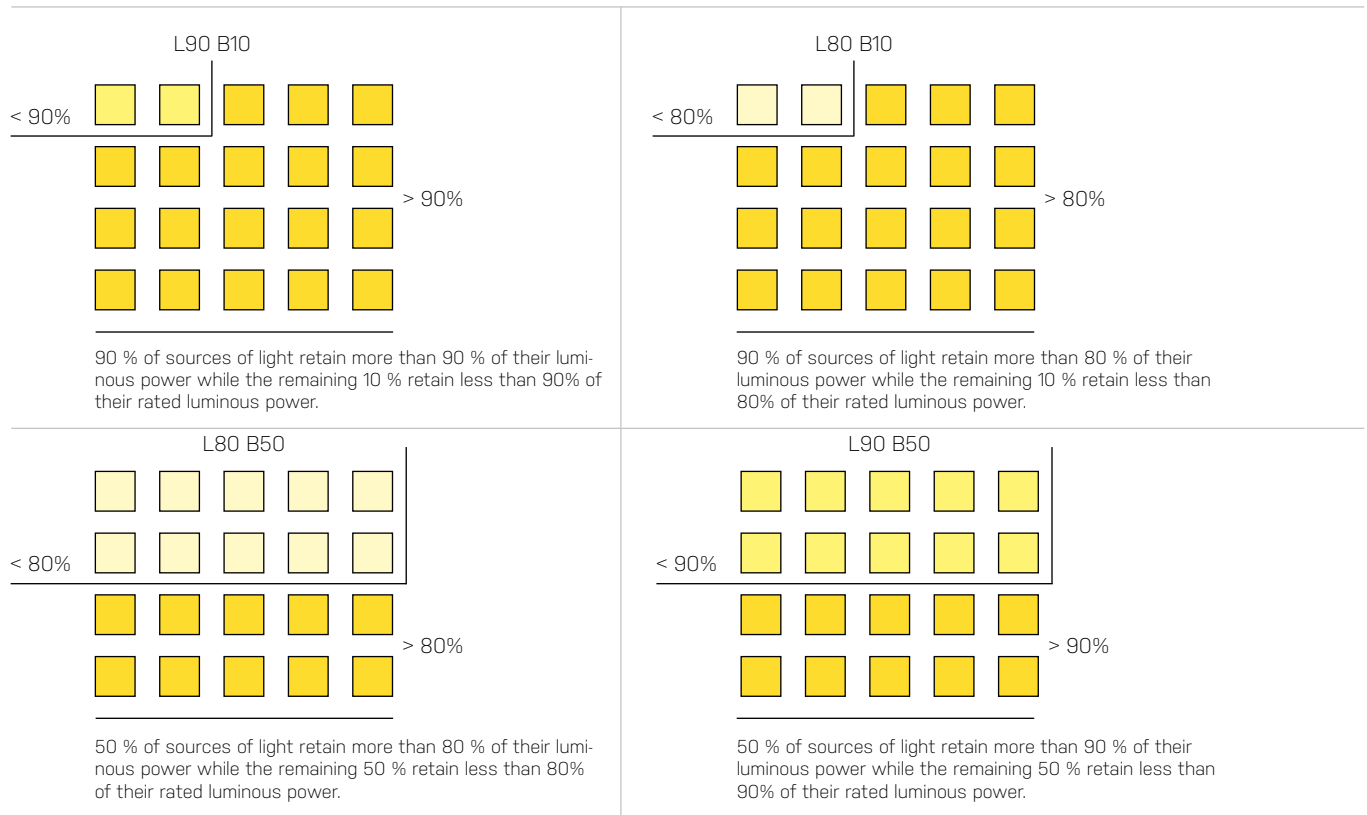 L90 B10
< 90%
> 90%
90 % of sources of light retain more than 90 % of their lumi-
nous power while the remaining 10 % retain less than 90% of
their rated luminous power.
L80 B10
< 80%
> 80%
90 % of sources of light retain more than 80 % of their
luminous power while the remaining 10 % retain less than
80% of their rated luminous power.
L80 B50
< 80%
> 80%
50 % of sources of light retain more than 80 % of their lumi-
nous power while the remaining 50 % retain less than 80%
of their rated luminous power.
L90 B50
< 90%
> 90%
50 % of sources of light retain more than 90 % of their
luminous power while the remaining 50 % retain less than
90% of their rated luminous power.